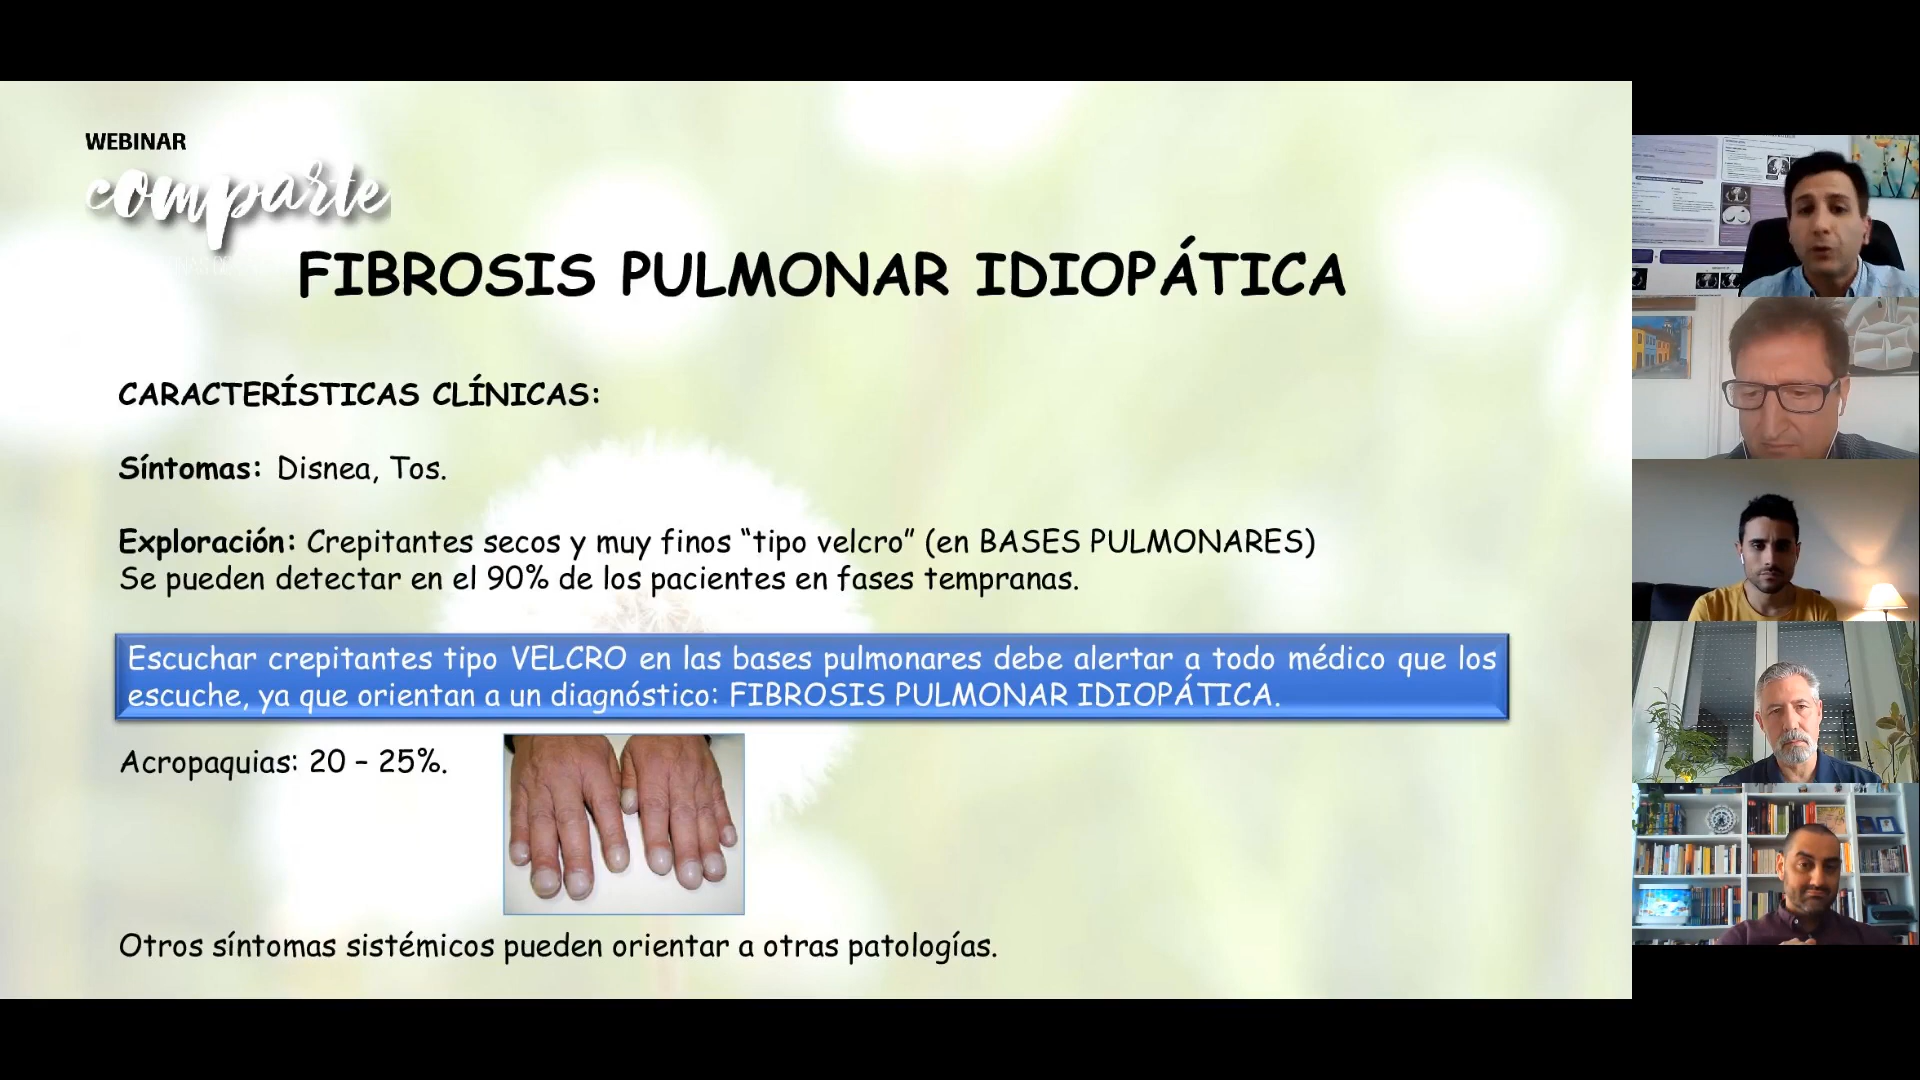 WEBINAR
comparte
FIBROSIS PULMONAR IDIOPÁTICA
CARACTERÍSTICAS CLÍNICAS:
Síntomas: Disnea, Tos.
Exploración: Crepitantes secos y muy finos “tipo velcro” (en BASES PULMONARES)
Se pueden detectar en el 90% de los pacientes en fases tempranas.
Escuchar crepitantes tipo VELCRO en las bases pulmonares debe alertar a todo médico que los
escuche, ya que orientan a un diagnóstico: FIBROSIS PULMONAR IDIOPÁTICA.
Acropaquias: 20 – 25%.
Otros síntomas sistémicos pueden orientar a otras patologías.